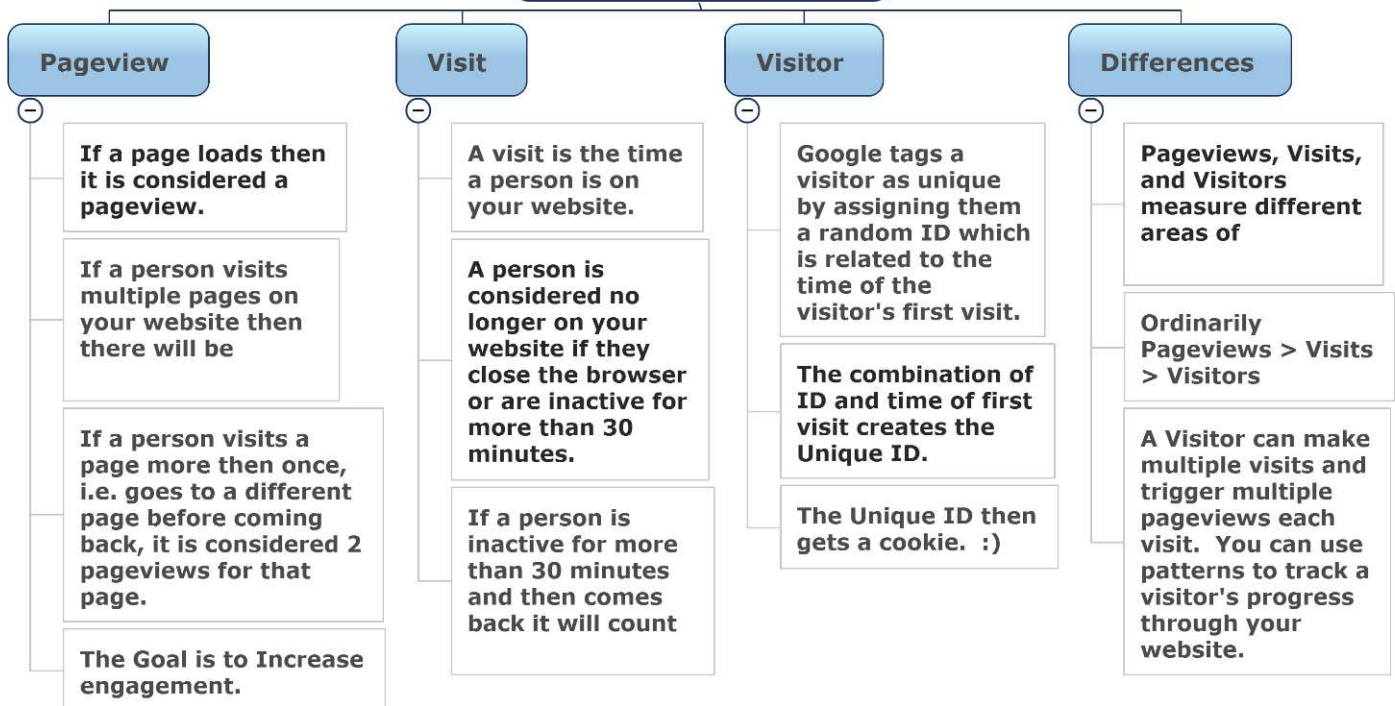 Pageview
If a page loads then
it is considered a
pageview.
If a person visits
multiple pages on
your website then
there will be
If a person visits a
page more then once,
i.e. goes to a different
page before coming
back, it is considered 2
pageviews for that
page.
The Goal is to Increase
engagement.
Visit
A visit is the time
a person is on
your website.
A person is
considered no
longer on your
website if they
close the browser
or are inactive for
more than 30
minutes.
If a person is
inactive for more
than 30 minutes
and then comes
back it will count
Visitor
Google tags a
visitor as unique
by assigning them
a random ID which
is related to the
time of the
visitor's first visit.
The combination of
ID and time of first
visit creates the
Unique ID.
The Unique ID then
gets a cookie.  :)
Differences
Pageviews, Visits,
and Visitors
measure different
areas of
Ordinarily
Pageviews > Visits
> Visitors
A Visitor can make
multiple visits and
trigger multiple
pageviews each
visit.  You can use
patterns to track a
visitor's progress
through your
website.